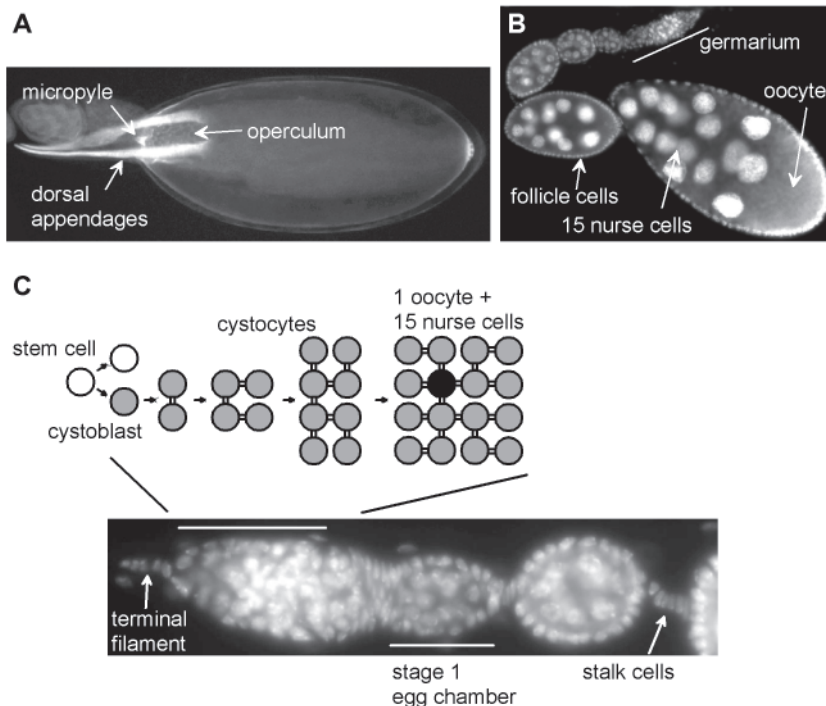 A
micropyle
operculum
dorsal
appendages
B
germarium
oocyte
follicle cells
15 nurse cells
C
stem cell
cystoblast
cystocytes
1 oocyte +
15 nurse cells
terminal
filament
stage 1
egg chamber
stalk cells